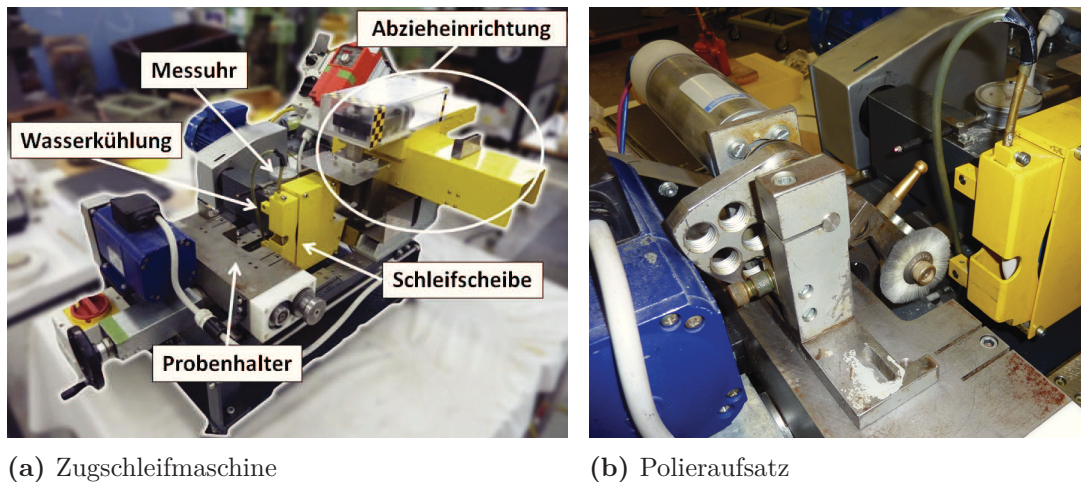 Abzieheinrichtung
Messuhr
Wasserkühlung
Schleifscheibe
Probenhalter
(a) Zugschleifmaschine
(b) Polieraufsatz